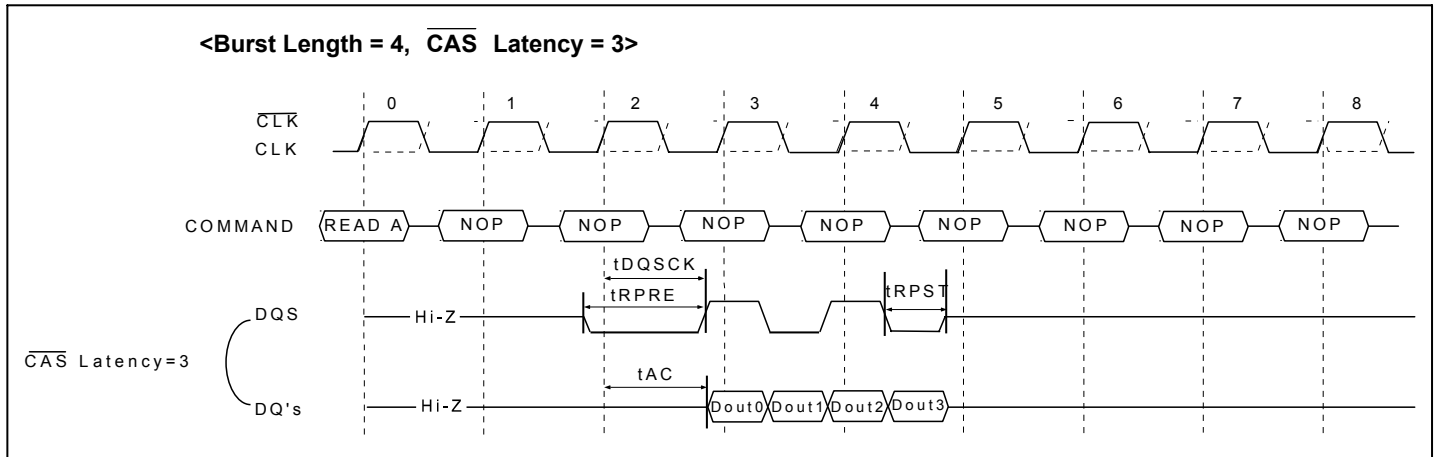 <Burst Length = 4, CAS Latency = 3>
0 1 2 3 4 5 6 7 8
CLK
CLK
COMMAND READ A NOP NOP NOP NOP NOP NOP NOP NOP
tDQSCK
tRPRE tRPST
DQS Hi-Z
CAS Latency=3
tAC
DQ's Hi-Z Dout0 Dout1 Dout2 Dout3